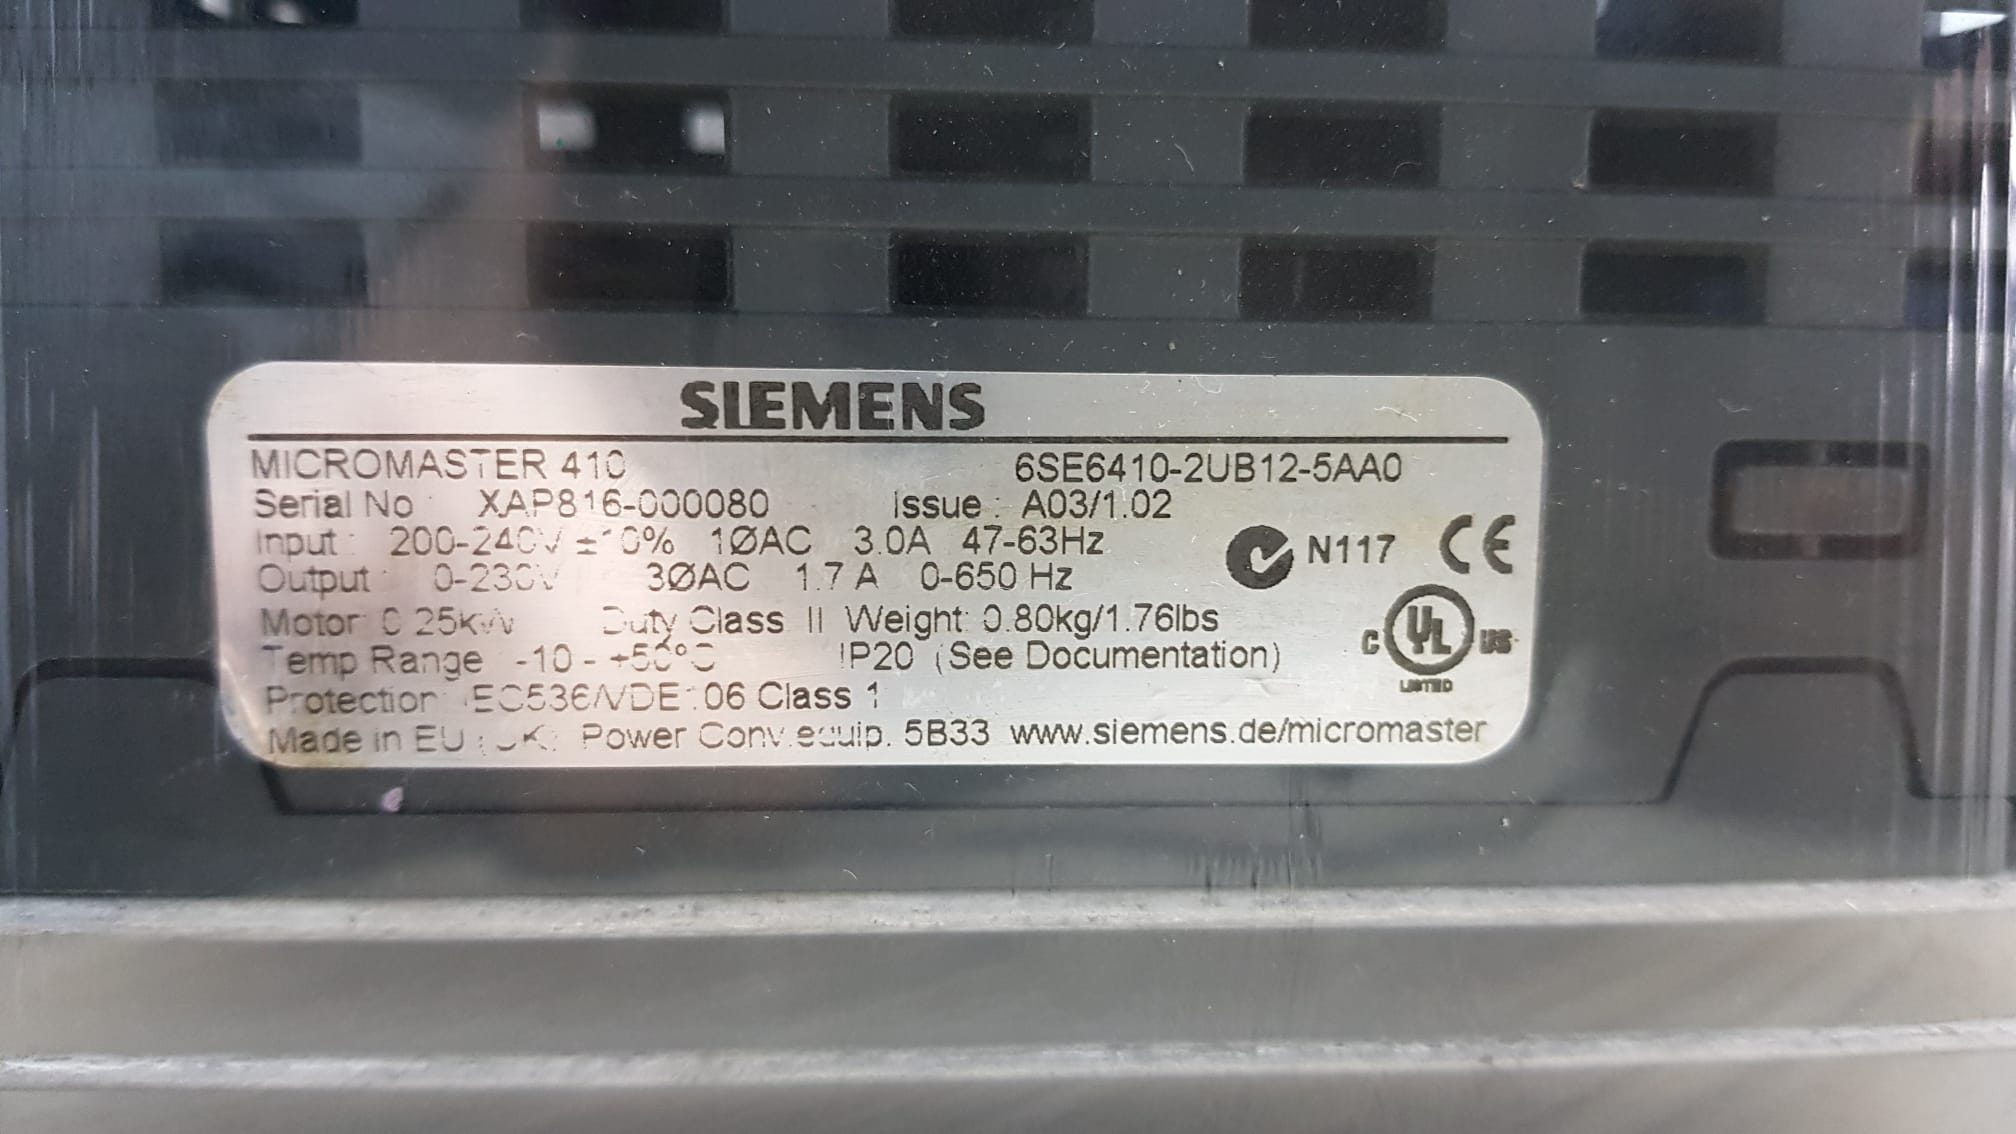 SIEMENS
MICROMASTER 410 6SE6410-2UB12-5AA0
Serial No : XAP816-000080 Issue : A03/1.02
Input : 200-240V ±10% 1ØAC 3.0A 47-63Hz
Output : 0-230V 3ØAC 1.7 A 0-650 Hz
N117 CE
Motor 0.25kW Duty Class II Weight: 0.80kg/1.76lbs
C UL US
LISTED
Temp Range -10 - +50°C IP20 (See Documentation)
Protection IEC536/VDE106 Class 1
Made in EU (UK) Power Conv.equip. 5B33 www.siemens.de/micromaster